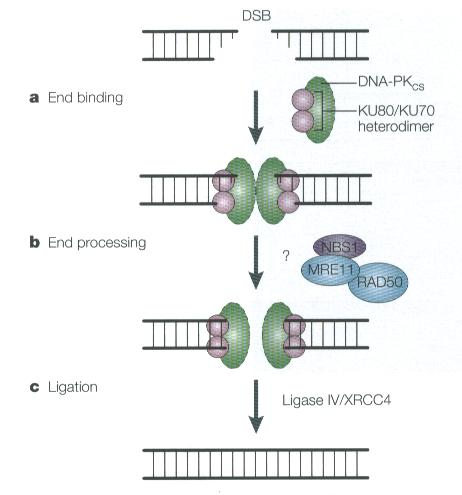 DSB
DNA-PKCS
a End binding
KU80/KU70
heterodimer
b End processing
?
NBS1
MRE11
RAD50
c Ligation
Ligase IV/XRCC4